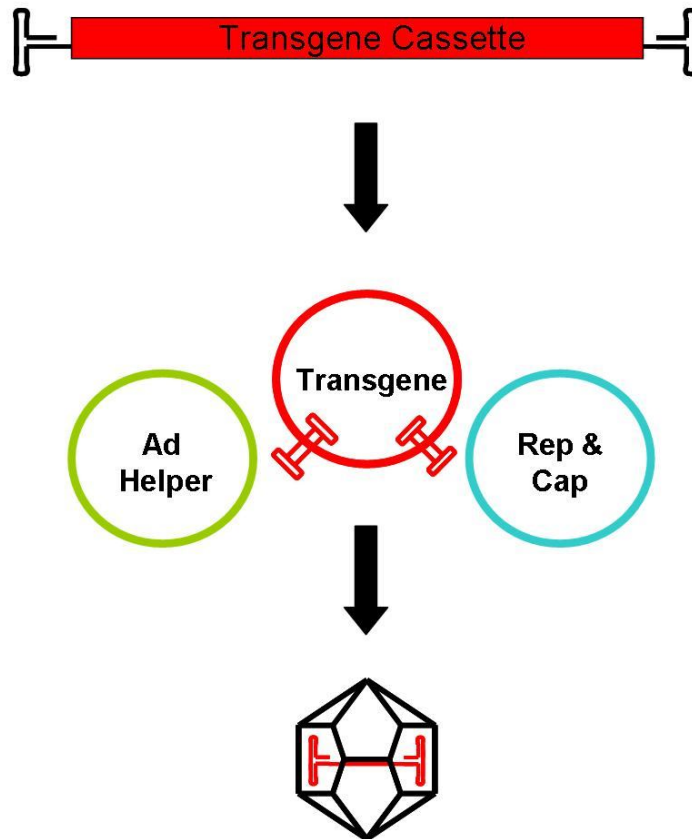 Transgene Cassette
Transgene
Ad
Helper
Rep &
Cap